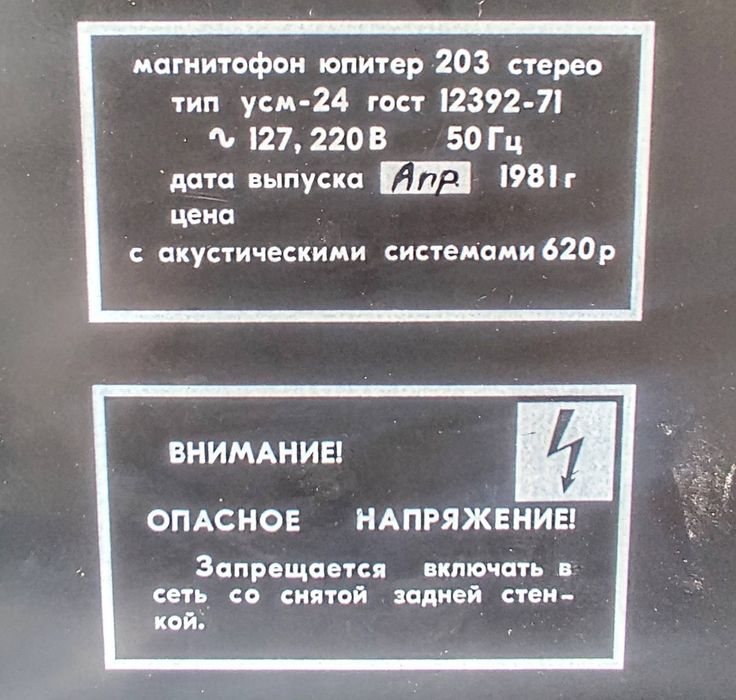 магнитофон юпитер 203 стерео
тип усм-24 гост 12392-71
∿ 127, 220 В 50 Гц
дата выпуска Апр. 1981 г
цена
с акустическими системами 620 р
ВНИМАНИЕ!
ОПАСНОЕ НАПРЯЖЕНИЕ!
Запрещается включать в
сеть со снятой задней стен-
кой.